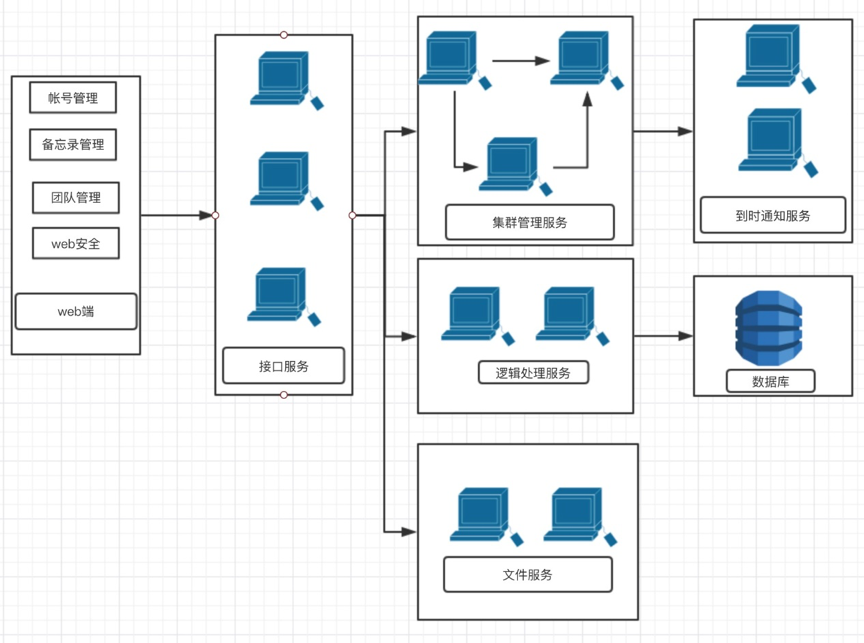 帐号管理
备忘录管理
团队管理
web安全
web端
接口服务
集群管理服务
到时通知服务
逻辑处理服务
数据库
文件服务